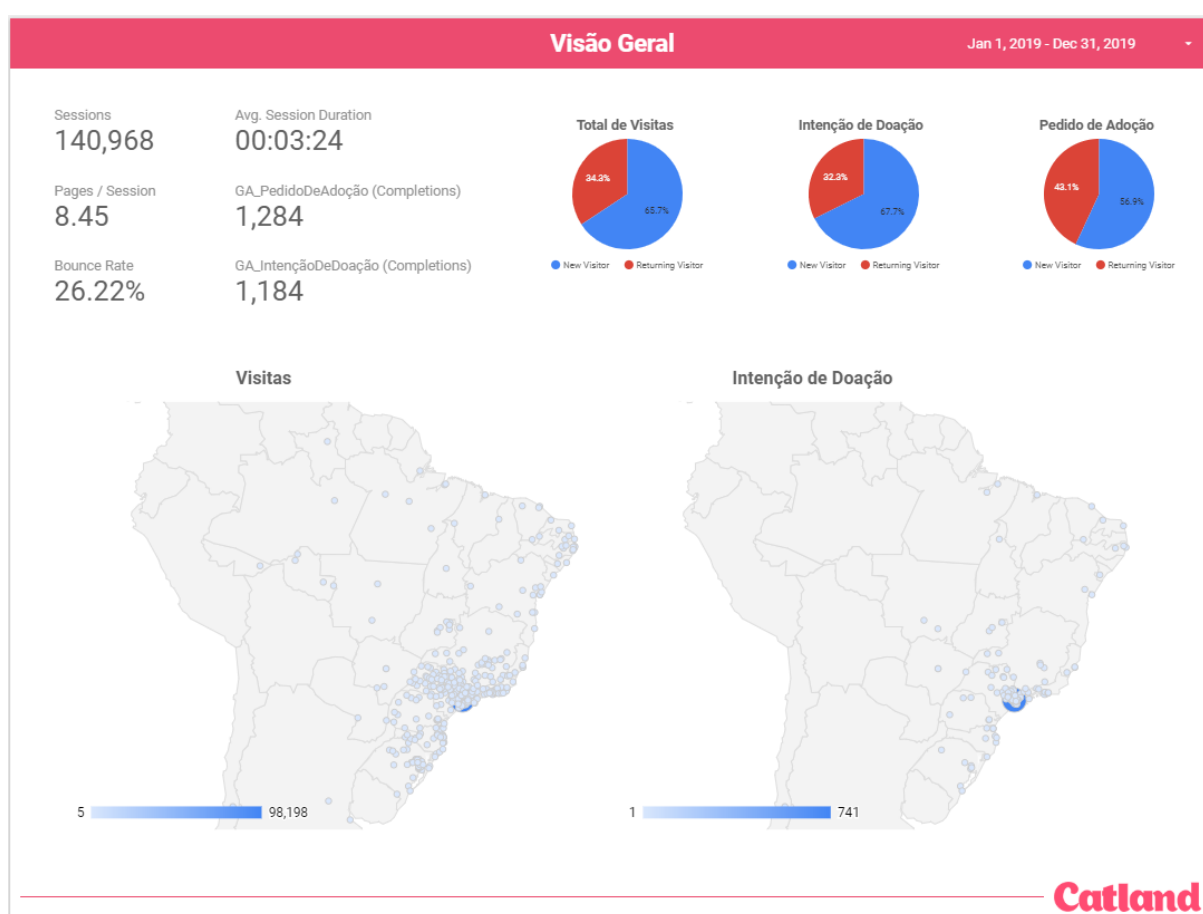 Visão Geral
Jan 1, 2019 - Dec 31, 2019
Sessions
140,968
Avg. Session Duration
00:03:24
Pages / Session
8.45
GA_PedidoDeAdoção (Completions)
1,284
Bounce Rate
26.22%
GA_IntençãoDeDoação (Completions)
1,184
Total de Visitas
34.3%
65.7%
New Visitor
Returning Visitor
Intenção de Doação
32.3%
67.7%
New Visitor
Returning Visitor
Pedido de Adoção
43.1%
56.9%
New Visitor
Returning Visitor
Visitas
5
98,198
Intenção de Doação
1
741
Catland